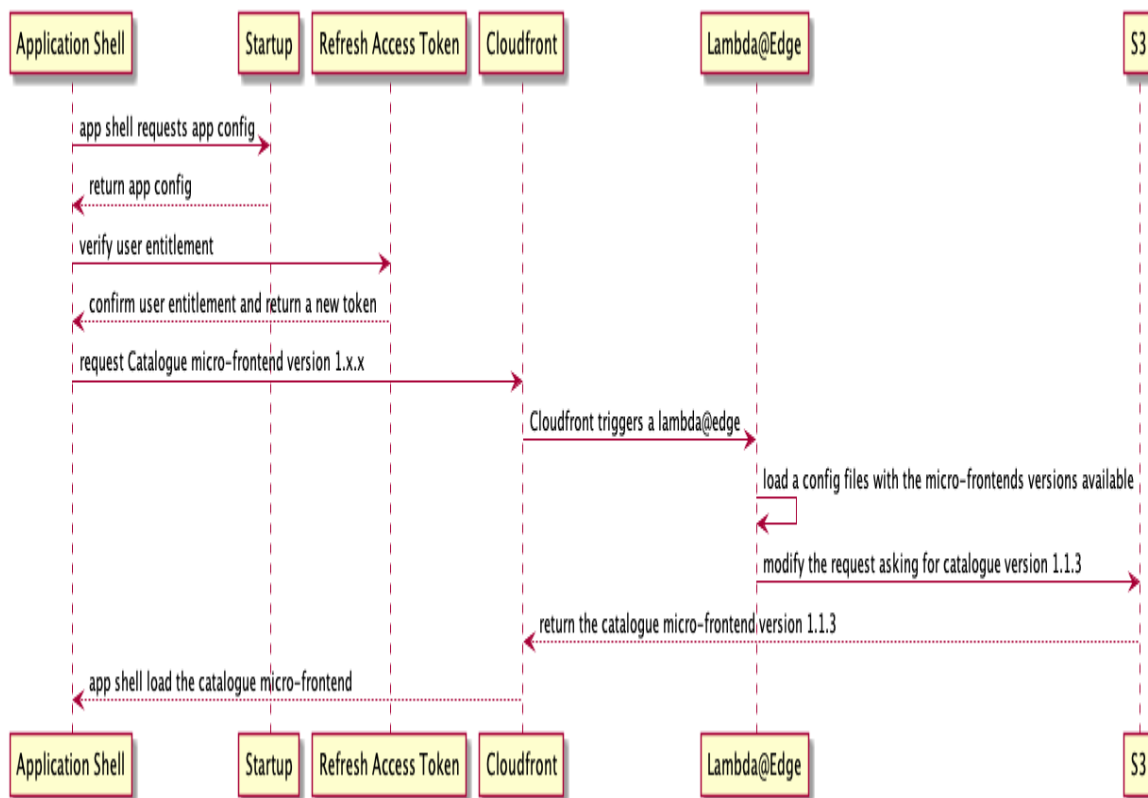 Application Shell
Startup
Refresh Access Token
Cloudfront
Lambda@Edge
S3
app shell requests app config
return app config
verify user entitlement
confirm user entitlement and return a new token
request Catalogue micro-frontend version 1.x.x
Cloudfront triggers a lambda@edge
load a config files with the micro-frontends versions available
modify the request asking for catalogue version 1.1.3
return the catalogue micro-frontend version 1.1.3
app shell load the catalogue micro-frontend
Application Shell
Startup
Refresh Access Token
Cloudfront
Lambda@Edge
S3